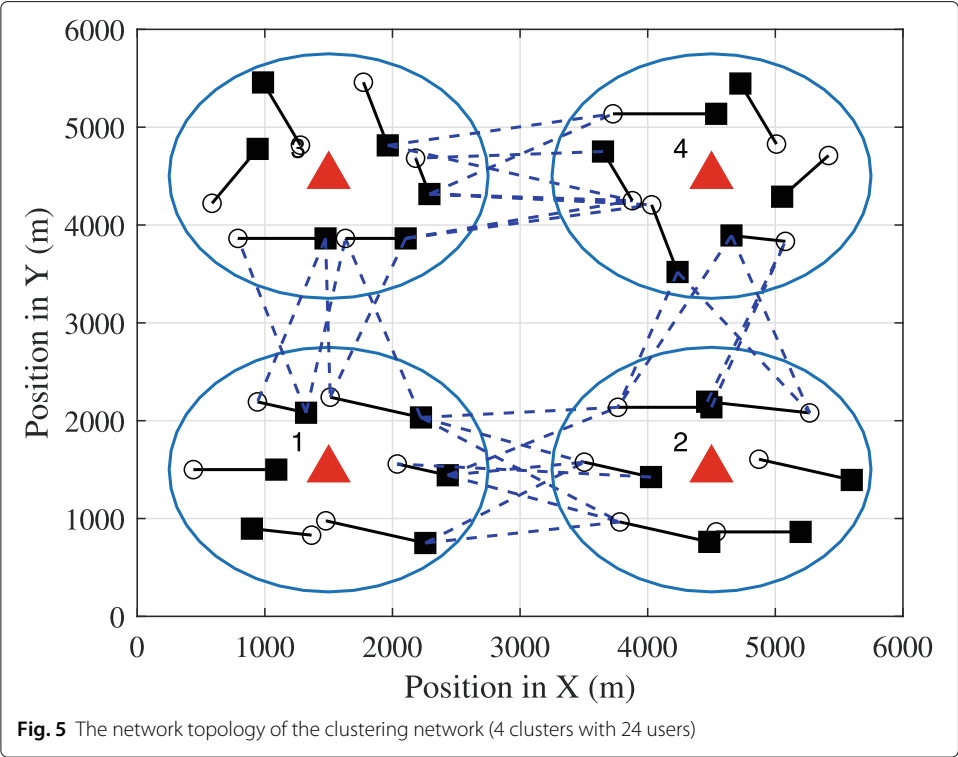 6000
5000
4000
3000
2000
1000
0
Position in Y (m)
3
4
1
2
0 1000 2000 3000 4000 5000 6000
Position in X (m)
Fig. 5 The network topology of the clustering network (4 clusters with 24 users)